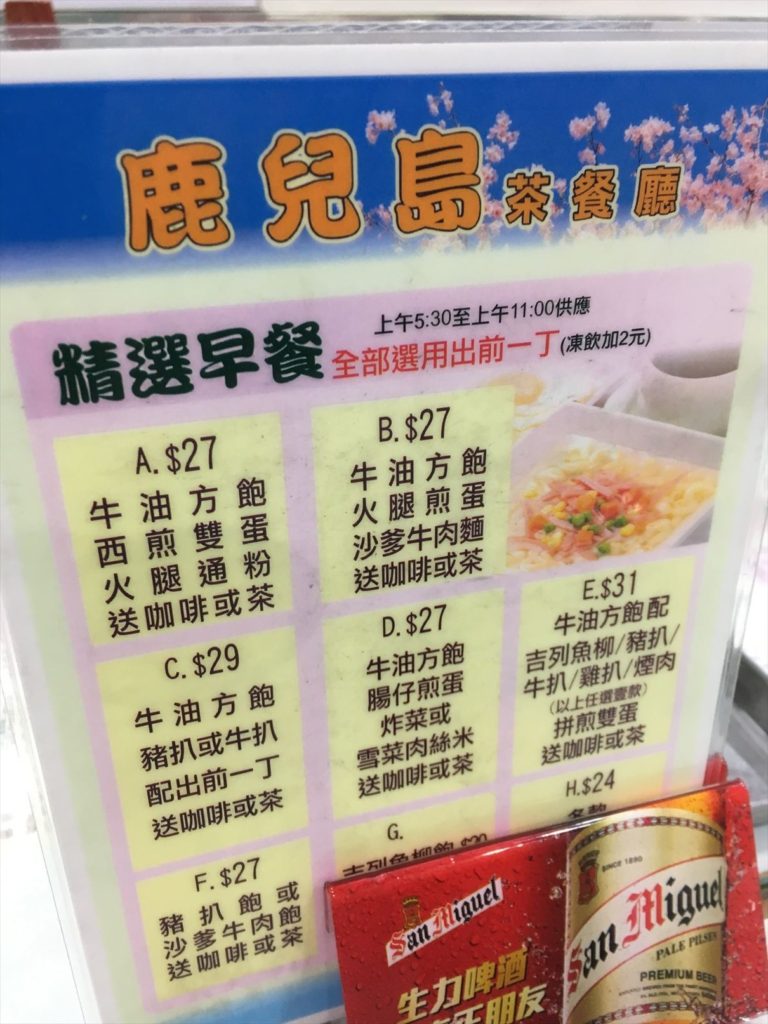 鹿兒島茶餐廳
上午5:30至上午11:00供應
精選早餐 全部選用出前一丁(凍飲加2元)
A. $27
牛油方飽
西煎雙蛋
火腿通粉
送咖啡或茶
B. $27
牛油方飽
火腿煎蛋
沙爹牛肉麵
送咖啡或茶
C. $29
牛油方飽
豬扒或牛扒
配出前一丁
送咖啡或茶
D. $27
牛油方飽
腸仔煎蛋
炸菜或
雪菜肉絲米
送咖啡或茶
E.$31
牛油方飽配
吉列魚柳/豬扒/
牛扒/雞扒/煙肉
(以上任選壹款)
拼煎雙蛋
送咖啡或茶
F. $27
豬扒飽或
沙爹牛肉飽
送咖啡或茶
G.
吉列魚柳飽
H.$24
San Miguel
生力啤酒
朋友
SINCE 1890
San Miguel
PALE PILSEN
PREMIUM BEER